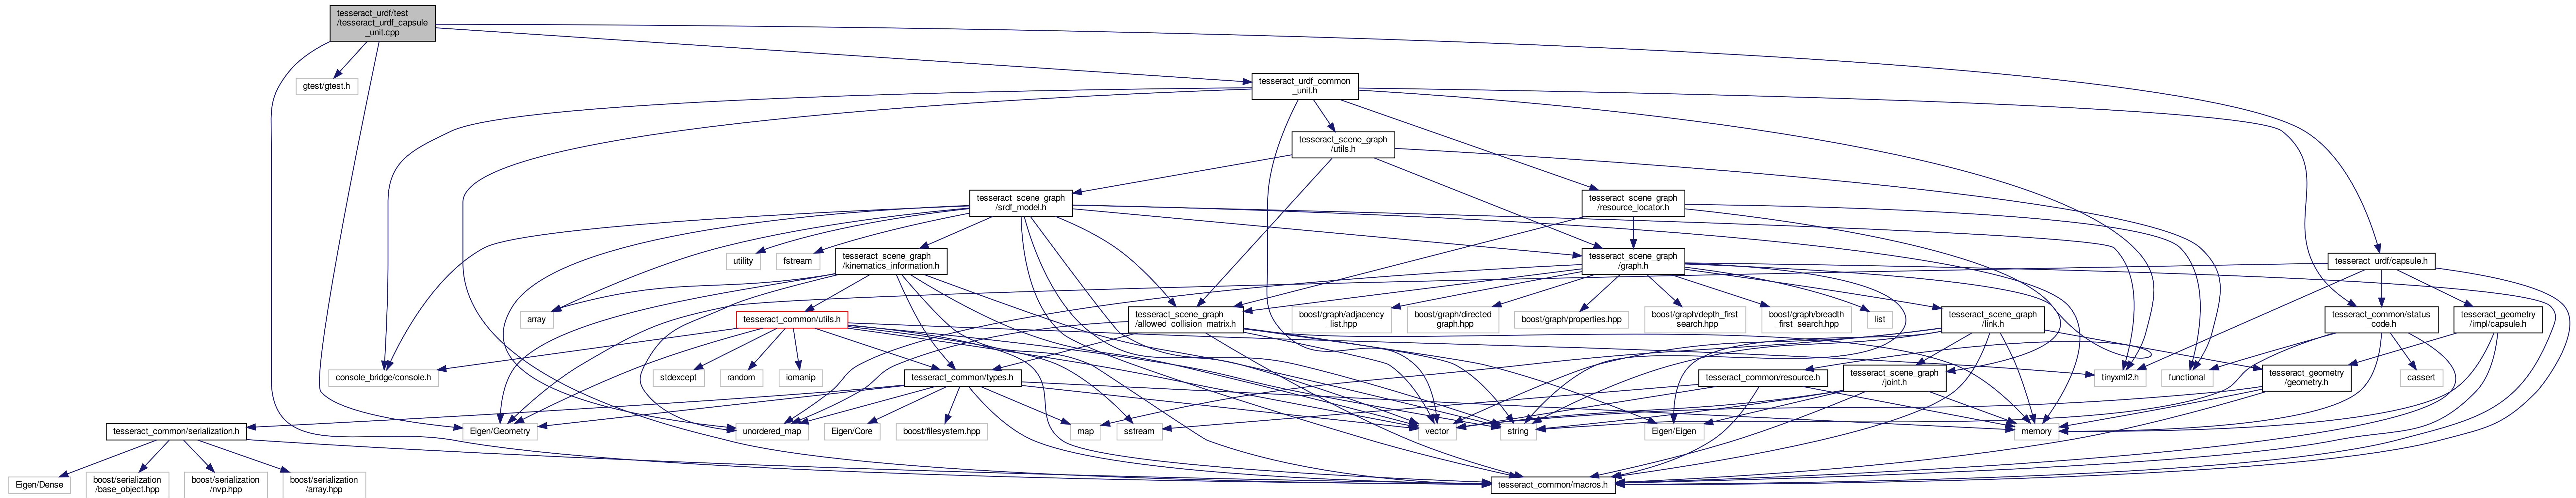 tesseract_urdf/test
/tesseract_urdf_capsule
_unit.cpp
gtest/gtest.h
tesseract_urdf_common
_unit.h
tesseract_scene_graph
/utils.h
tesseract_scene_graph
/srdf_model.h
tesseract_scene_graph
/resource_locator.h
utility
fstream
tesseract_scene_graph
/kinematics_information.h
tesseract_scene_graph
/graph.h
tesseract_urdf/capsule.h
array
tesseract_common/utils.h
tesseract_scene_graph
/allowed_collision_matrix.h
boost/graph/adjacency
_list.hpp
boost/graph/directed
_graph.hpp
boost/graph/properties.hpp
boost/graph/depth_first
_search.hpp
boost/graph/breadth
_first_search.hpp
list
tesseract_scene_graph
/link.h
tesseract_common/status
_code.h
tesseract_geometry
/impl/capsule.h
console_bridge/console.h
stdexcept
random
iomanip
tesseract_common/types.h
tesseract_common/resource.h
tesseract_scene_graph
/joint.h
tinyxml2.h
functional
tesseract_geometry
/geometry.h
cassert
tesseract_common/serialization.h
Eigen/Geometry
unordered_map
Eigen/Core
boost/filesystem.hpp
map
sstream
vector
string
Eigen/Eigen
memory
Eigen/Dense
boost/serialization
/base_object.hpp
boost/serialization
/nvp.hpp
boost/serialization
/array.hpp
tesseract_common/macros.h